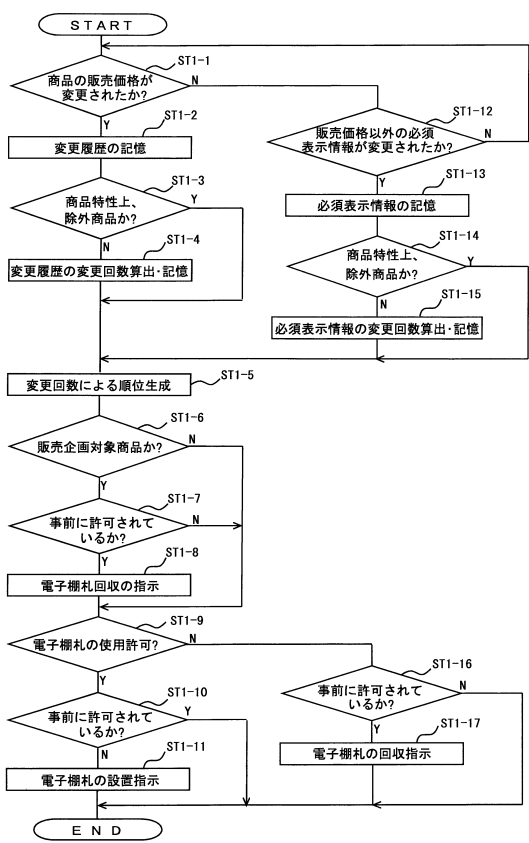 START
ST1-1
商品の販売価格が
変更されたか?
N
Y
ST1-2
変更履歴の記憶
ST1-3
商品特性上、
除外商品か?
Y
N
ST1-4
変更履歴の変更回数算出・記憶
ST1-12
販売価格以外の必須
表示情報が変更されたか?
N
Y
ST1-13
必須表示情報の記憶
ST1-14
商品特性上、
除外商品か?
Y
N
ST1-15
必須表示情報の変更回数算出・記憶
ST1-5
変更回数による順位生成
ST1-6
販売企画対象商品か?
N
Y
ST1-7
事前に許可されて
いるか?
N
Y
ST1-8
電子棚札回収の指示
ST1-9
電子棚札の使用許可?
N
Y
ST1-10
事前に許可されて
いるか?
Y
N
ST1-11
電子棚札の設置指示
ST1-16
事前に許可されて
いるか?
N
Y
ST1-17
電子棚札の回収指示
END